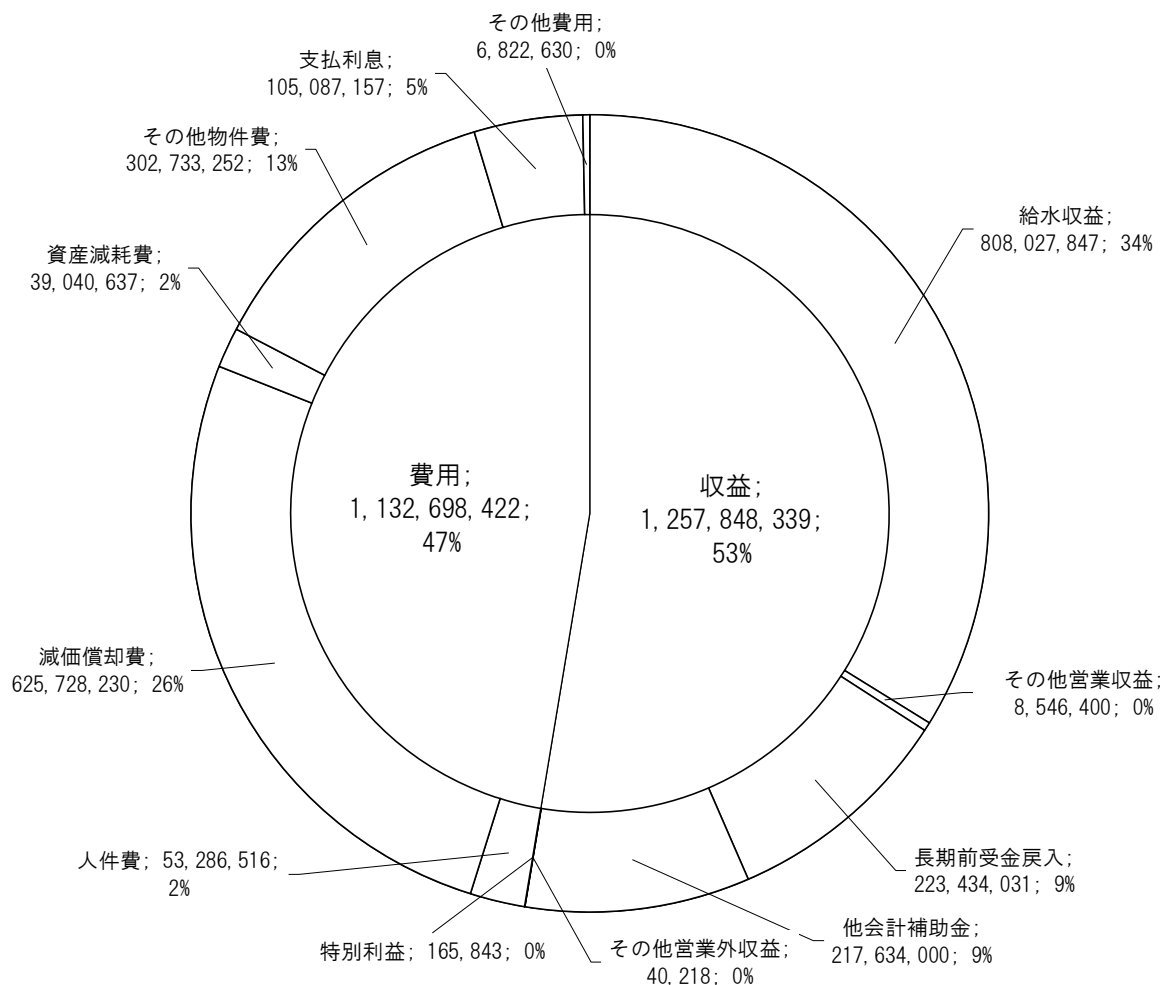 その他費用;
6,822,630; 0%
支払利息;
105,087,157; 5%
その他物件費;
302,733,252; 13%
給水収益;
808,027,847; 34%
資産減耗費;
39,040,637; 2%
費用;
1,132,698,422;
47%
収益;
1,257,848,339;
53%
減価償却費;
625,728,230; 26%
その他営業収益;
8,546,400; 0%
人件費; 53,286,516;
2%
長期前受金戻入;
223,434,031; 9%
特別利益; 165,843; 0%
その他営業外収益;
40,218; 0%
他会計補助金;
217,634,000; 9%